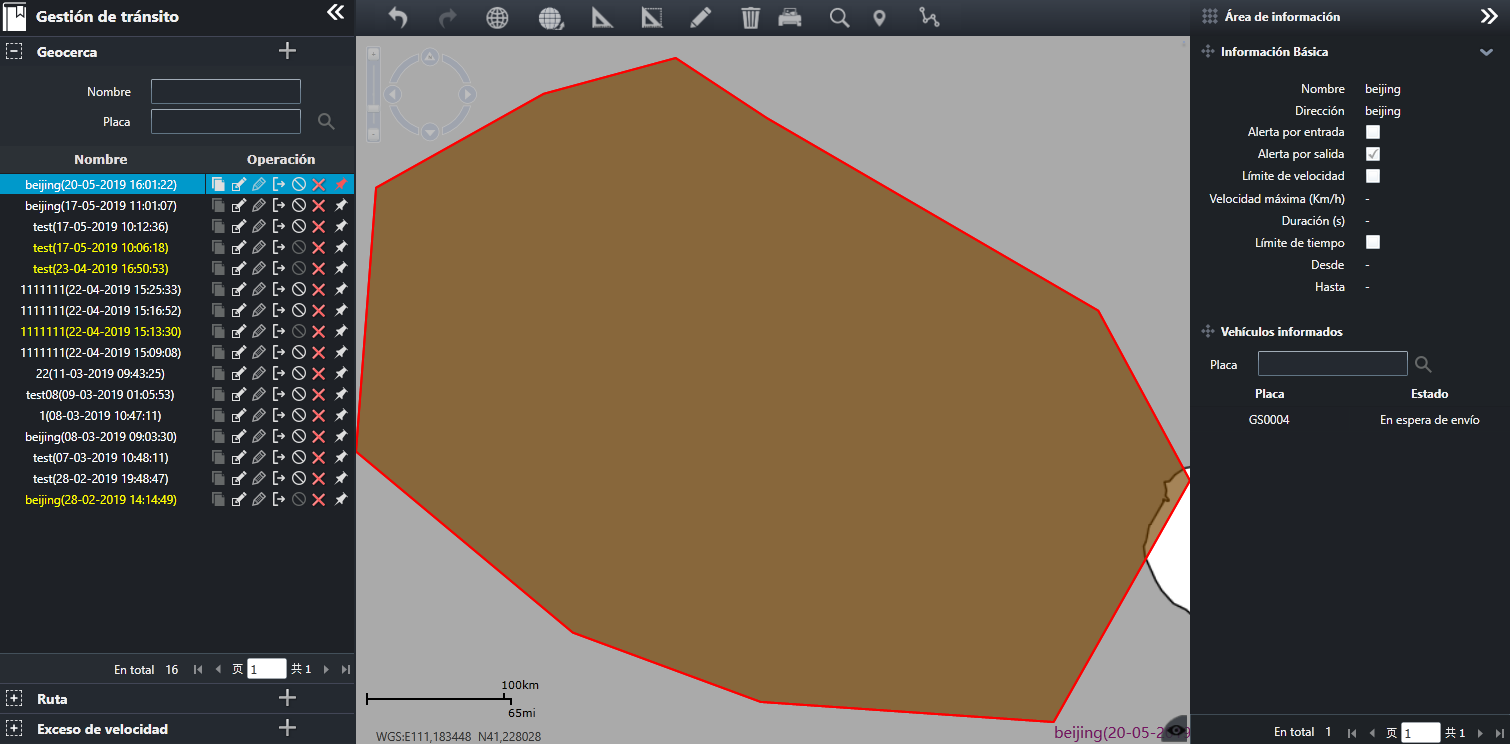 Gestión de tránsito
Geocerca
Nombre
Placa
Nombre Operación
beijing(20-05-2019 16:01:22)
beijing(17-05-2019 11:01:07)
test(17-05-2019 10:12:36)
test(17-05-2019 10:06:18)
test(23-04-2019 16:50:53)
1111111(22-04-2019 15:25:33)
1111111(22-04-2019 15:16:52)
1111111(22-04-2019 15:13:30)
1111111(22-04-2019 15:09:08)
22(11-03-2019 09:43:25)
test08(09-03-2019 01:05:53)
1(08-03-2019 10:47:11)
beijing(08-03-2019 09:03:30)
test(07-03-2019 10:48:11)
test(28-02-2019 19:48:47)
beijing(28-02-2019 14:14:49)
En total 16 页 1 共 1
Ruta
Exceso de velocidad
100km
65mi
WGS:E111,183448 N41,228028
beijing(20-05-2
Área de información
Información Básica
Nombre beijing
Dirección beijing
Alerta por entrada
Alerta por salida
Límite de velocidad
Velocidad máxima (Km/h) -
Duración (s) -
Límite de tiempo
Desde -
Hasta -
Vehículos informados
Placa
Placa Estado
GS0004 En espera de envío
En total 1 页 1 共 1